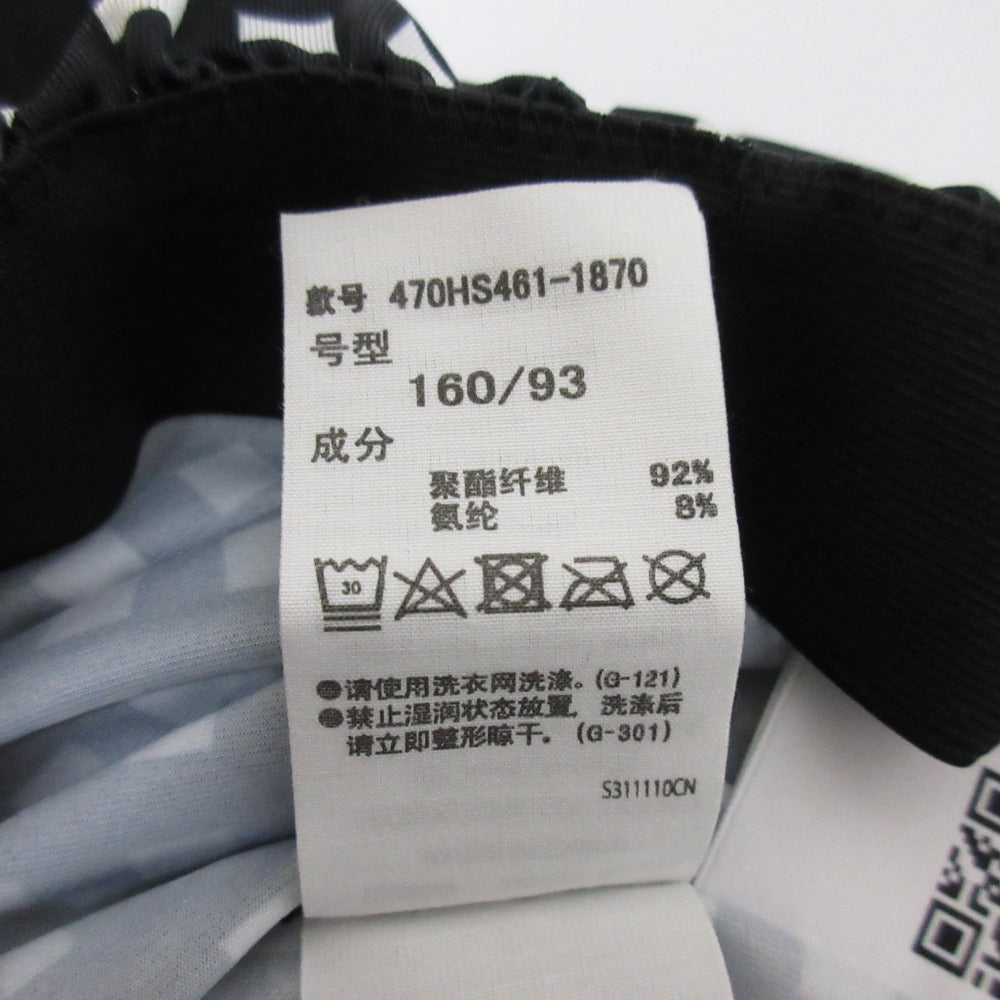 款号 470HS461-1870
号型
160/93
成分
聚酯纤维 92%
氨纶 8%
30
●请使用洗衣网洗涤。(G-121)
●禁止湿润状态放置，洗涤后
请立即整形晾干。(G-301)
S311110CN